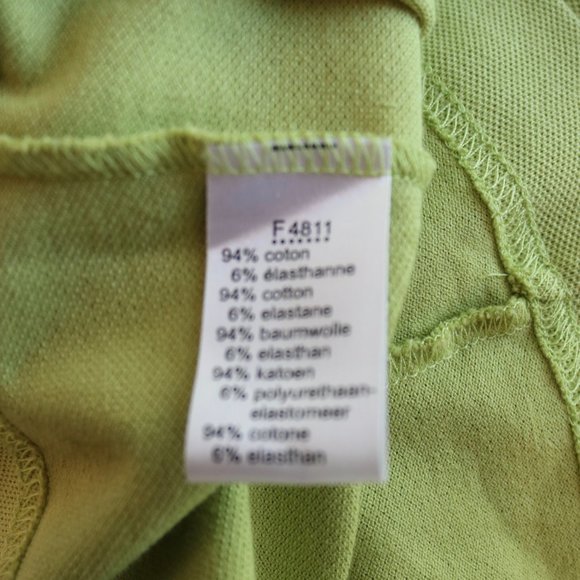 F4811
94% coton
6% élasthanne
94% cotton
6% elastane
94% baumwolle
6% elasthan
94% katoen
6% polyurethaan-
elastomeer
94% cotone
6% elasthan